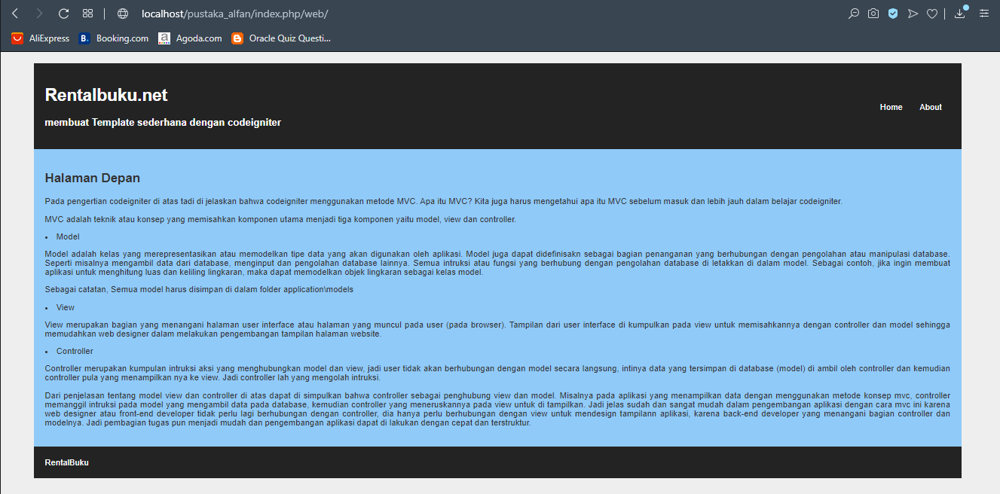 localhost/pustaka_alfan/index.php/web/
AliExpress
B. Booking.com
a Agoda.com
Oracle Quiz Questi...
Rentalbuku.net
membuat Template sederhana dengan codeigniter
Home About
Halaman Depan
Pada pengertian codeigniter di atas tadi di jelaskan bahwa codeigniter menggunakan metode MVC. Apa itu MVC? Kita juga harus mengetahui apa itu MVC sebelum masuk dan lebih jauh dalam belajar codeigniter.
MVC adalah teknik atau konsep yang memisahkan komponen utama menjadi tiga komponen yaitu model, view dan controller.
• Model
Model adalah kelas yang merepresentasikan atau memodelkan tipe data yang akan digunakan oleh aplikasi. Model juga dapat didefinisakn sebagai bagian penanganan yang berhubungan dengan pengolahan atau manipulasi database.
Seperti misalnya mengambil data dari database, menginput dan pengolahan database lainnya. Semua intruksi atau fungsi yang berhubung dengan pengolahan database di letakkan di dalam model. Sebagai contoh, jika ingin membuat
aplikasi untuk menghitung luas dan keliling lingkaran, maka dapat memodelkan objek lingkaran sebagai kelas model.
Sebagai catatan, Semua model harus disimpan di dalam folder application\models
• View
View merupakan bagian yang menangani halaman user interface atau halaman yang muncul pada user (pada browser). Tampilan dari user interface di kumpulkan pada view untuk memisahkannya dengan controller dan model sehingga
memudahkan web designer dalam melakukan pengembangan tampilan halaman website.
• Controller
Controller merupakan kumpulan intruksi aksi yang menghubungkan model dan view, jadi user tidak akan berhubungan dengan model secara langsung, intinya data yang tersimpan di database (model) di ambil oleh controller dan kemudian
controller pula yang menampilkan nya ke view. Jadi controller lah yang mengolah intruksi.
Dari penjelasan tentang model view dan controller di atas dapat di simpulkan bahwa controller sebagai penghubung view dan model. Misalnya pada aplikasi yang menampilkan data dengan menggunakan metode konsep mvc, controller
memanggil intruksi pada model yang mengambil data pada database, kemudian controller yang meneruskannya pada view untuk di tampilkan. Jadi jelas sudah dan sangat mudah dalam pengembangan aplikasi dengan cara mvc ini karena
web designer atau front-end developer tidak perlu lagi berhubungan dengan controller, dia hanya perlu berhubungan dengan view untuk mendesign tampilann aplikasi, karena back-end developer yang menangani bagian controller dan
modelnya. Jadi pembagian tugas pun menjadi mudah dan pengembangan aplikasi dapat di lakukan dengan cepat dan terstruktur.
RentalBuku